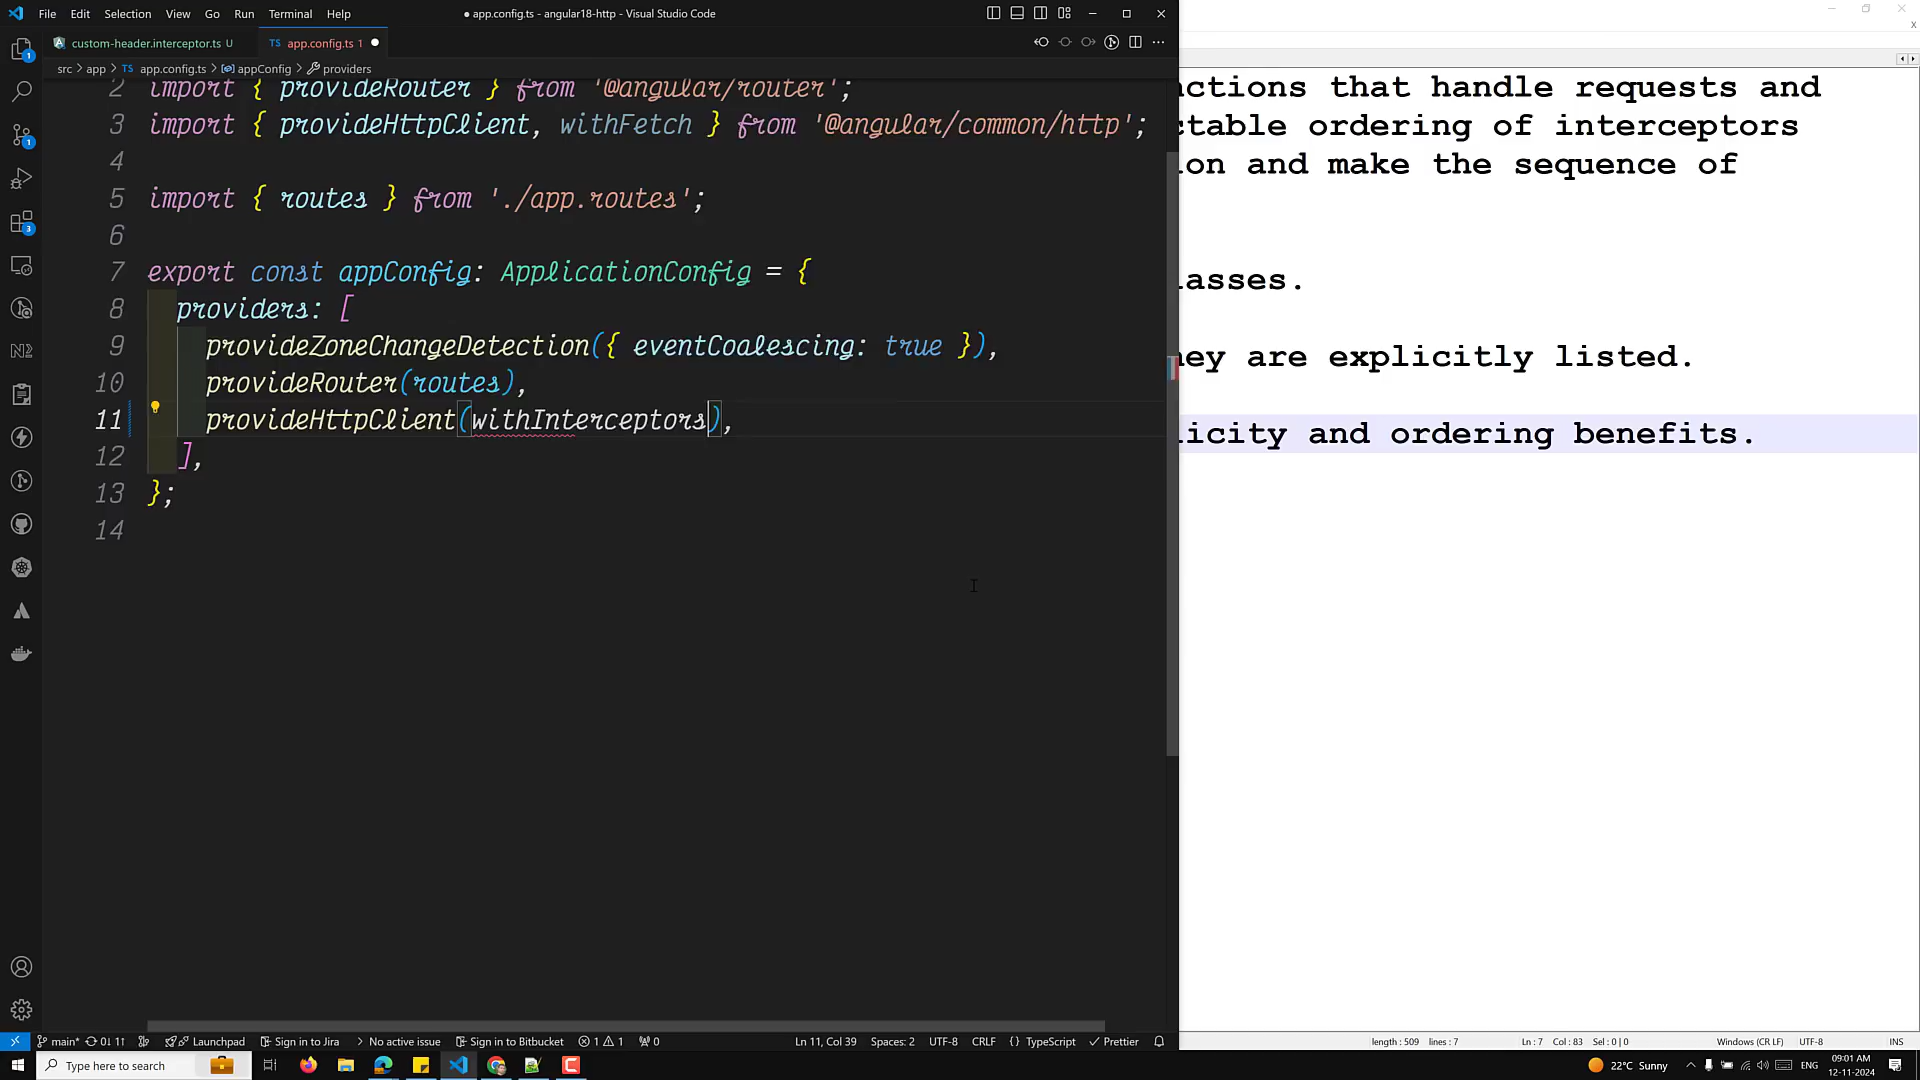 File Edit Selection View Go Run Terminal Help
● app.config.ts - angular18-http - Visual Studio Code
custom-header.interceptor.ts U
TS app.config.ts 1 ●
src > app > TS app.config.ts > appConfig > providers
2 import { provideRouter } from '@angular/router';
3 import { provideHttpClient, withFetch } from '@angular/common/http';
4
5 import { routes } from './app.routes';
6
7 export const appConfig: ApplicationConfig = {
8 providers: [
9 provideZoneChangeDetection({ eventCoalescing: true }),
10 provideRouter(routes),
11 provideHttpClient(withInterceptors),
12 ],
13 };
14
ctions that handle requests and
ctable ordering of interceptors
ion and make the sequence of
lasses.
hey are explicitly listed.
licity and ordering benefits.
main* 0↓ 1↑ Launchpad Sign in to Jira > No active issue Sign in to Bitbucket 1 1 0 Ln 11, Col 39 Spaces: 2 UTF-8 CRLF {} TypeScript Prettier
length : 509 lines : 7 Ln : 7 Col : 83 Sel : 0 | 0 Windows (CR LF) UTF-8 INS
Type here to search
22°C Sunny ENG 09:01 AM
12-11-2024